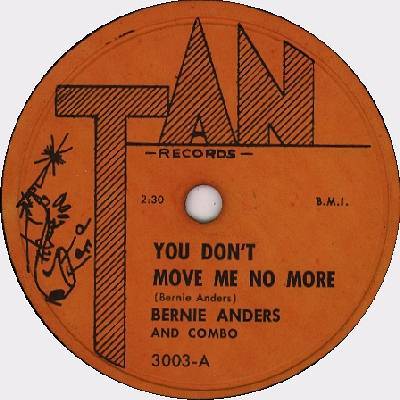 TAN
—RECORDS—
2:30 B.M.I.
YOU DON'T
MOVE ME NO MORE
(Bernie Anders)
BERNIE ANDERS
AND COMBO
3003-A